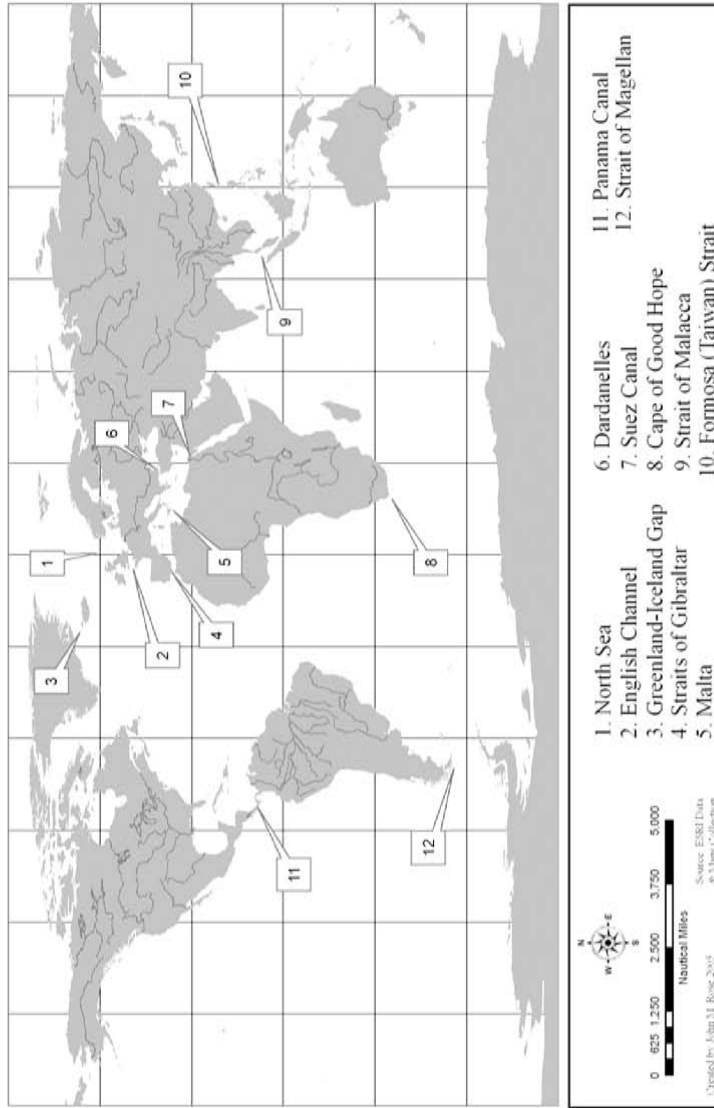 1
2
3
4
5
6
7
8
9
10
11
12
N
W
E
S
0 625 1,250 2,500 3,750 5,000
Nautical Miles
Created by John M. Rose 2005
Source: ESRI Data
1. North Sea
2. English Channel
3. Greenland-Iceland Gap
4. Straits of Gibraltar
5. Malta
6. Dardanelles
7. Suez Canal
8. Cape of Good Hope
9. Strait of Malacca
10. Formosa (Taiwan) Strait
11. Panama Canal
12. Strait of Magellan